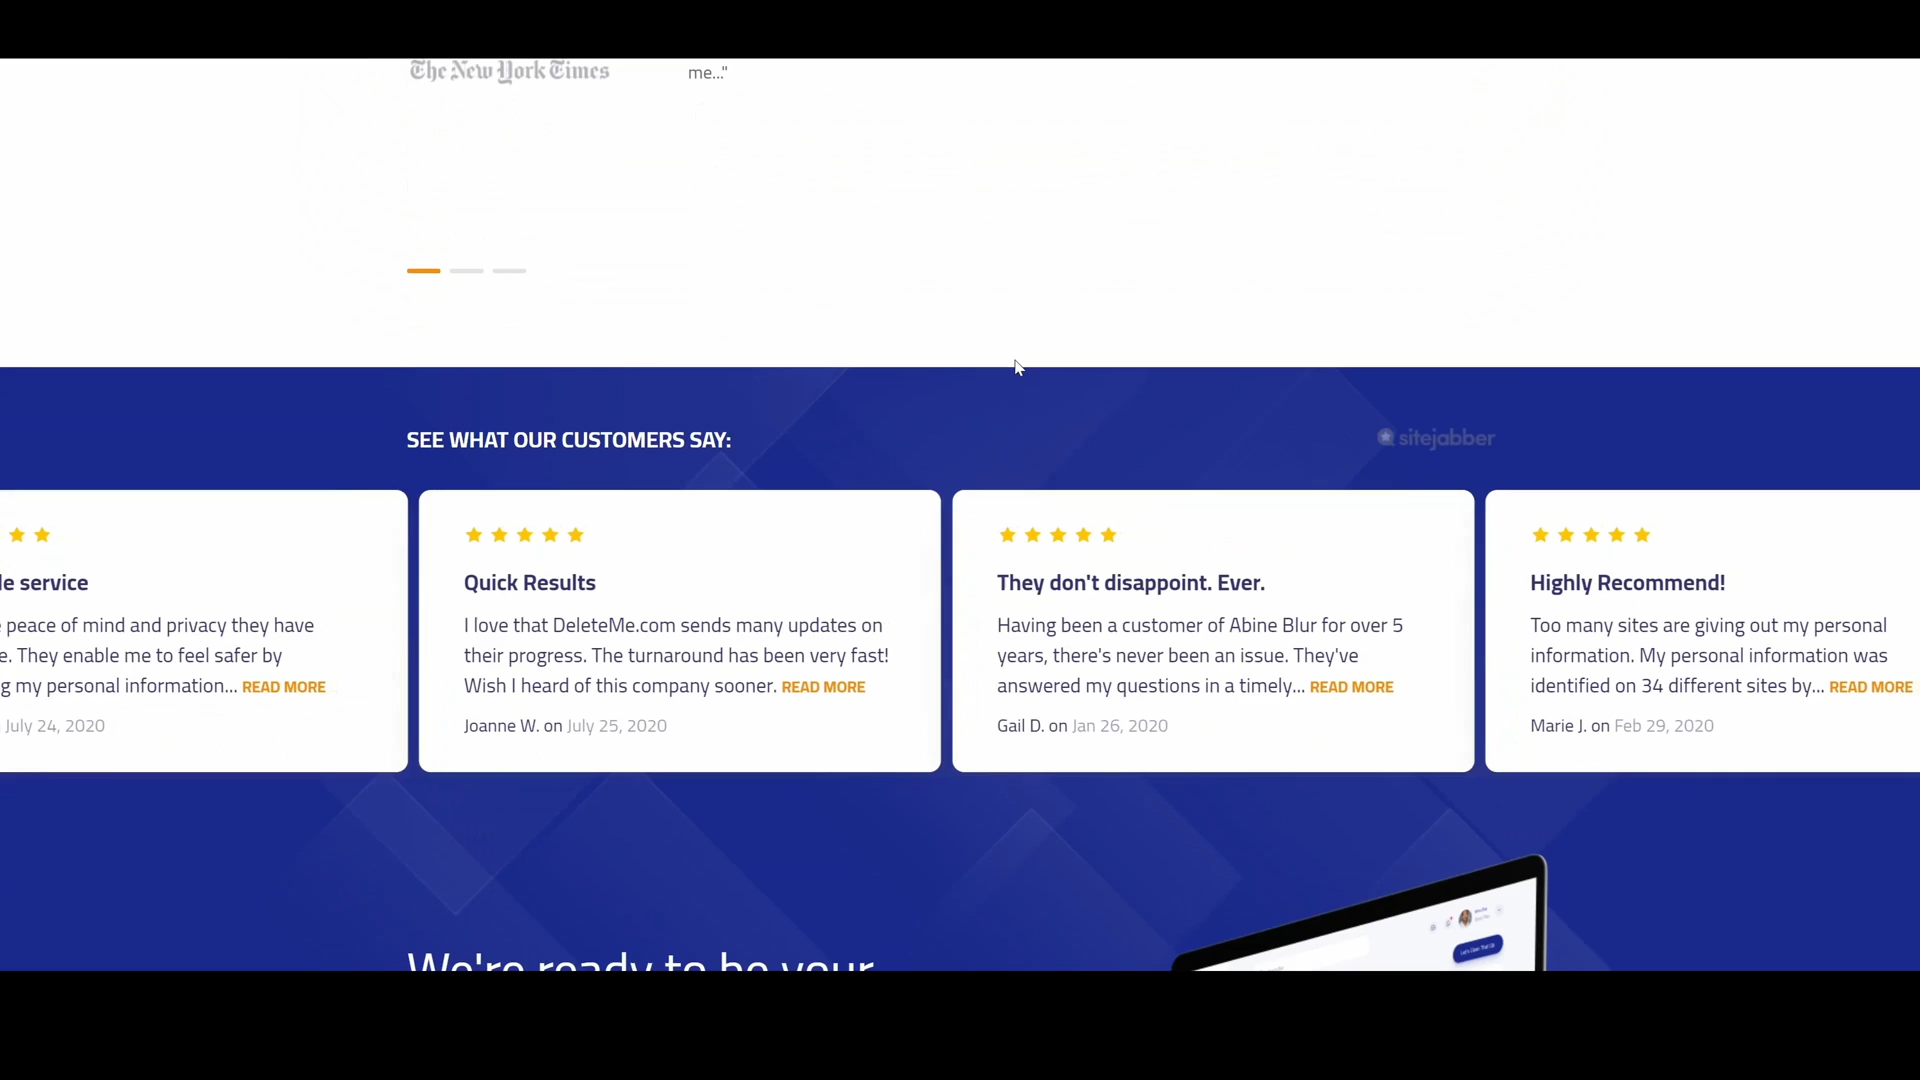 The New York Times
me..."
SEE WHAT OUR CUSTOMERS SAY:
sitejabber
le service
peace of mind and privacy they have
e. They enable me to feel safer by
g my personal information... READ MORE
July 24, 2020
Quick Results
I love that DeleteMe.com sends many updates on
their progress. The turnaround has been very fast!
Wish I heard of this company sooner. READ MORE
Joanne W. on July 25, 2020
They don't disappoint. Ever.
Having been a customer of Abine Blur for over 5
years, there's never been an issue. They've
answered my questions in a timely... READ MORE
Gail D. on Jan 26, 2020
Highly Recommend!
Too many sites are giving out my personal
information. My personal information was
identified on 34 different sites by... READ MORE
Marie J. on Feb 29, 2020
We're ready to be your